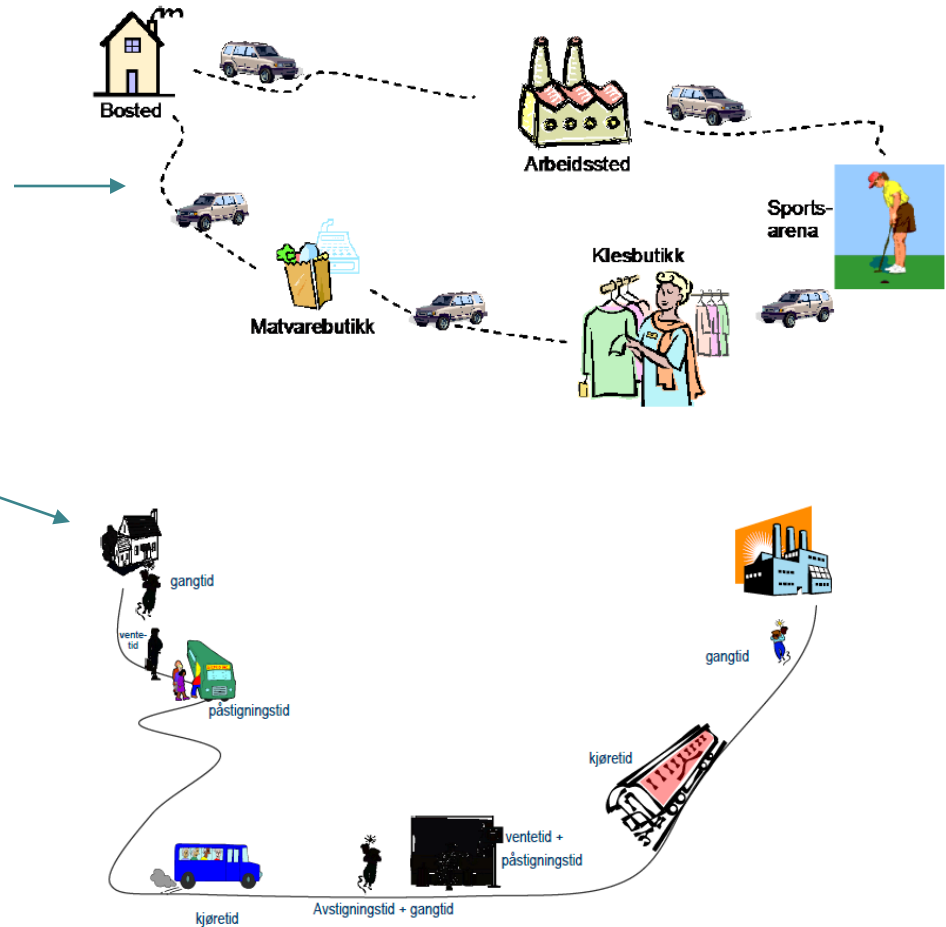 Bosted
Arbeidssted
Sports-
arena
Klesbutikk
Matvarebutikk
gangtid
vente-
tid
påstigningstid
gangtid
kjøretid
ventetid +
påstigningstid
Avstigningstid + gangtid
kjøretid